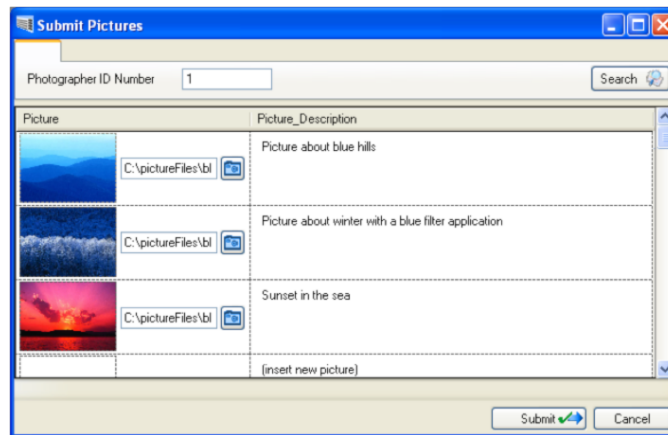 Submit Pictures
Photographer ID Number 1 Search
Picture Picture_Description
Picture about blue hills
C:\pictureFiles\bl
Picture about winter with a blue filter application
C:\pictureFiles\bl
Sunset in the sea
C:\pictureFiles\bl
(insert new picture)
Submit Cancel